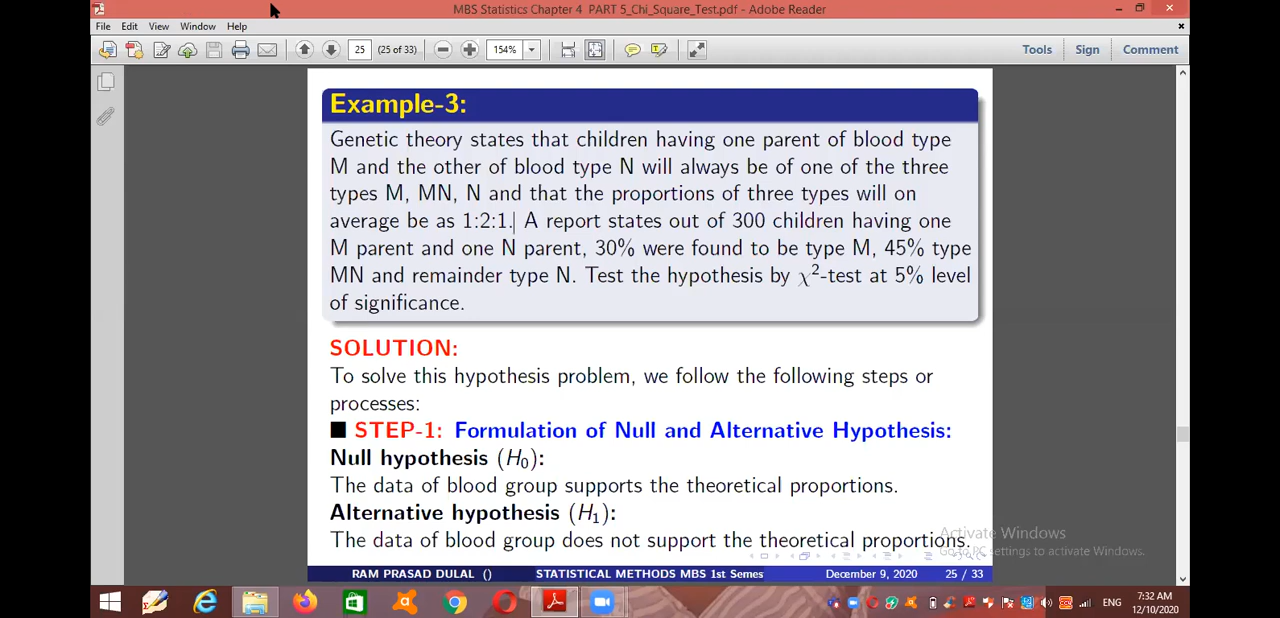 MBS Statistics Chapter 4 PART 5_Chi_Square_Test.pdf - Adobe Reader
File Edit View Window Help
25 (25 of 33) 154% Tools Sign Comment
Example-3:
Genetic theory states that children having one parent of blood type
M and the other of blood type N will always be of one of the three
types M, MN, N and that the proportions of three types will on
average be as 1:2:1. A report states out of 300 children having one
M parent and one N parent, 30% were found to be type M, 45% type
MN and remainder type N. Test the hypothesis by χ²-test at 5% level
of significance.
SOLUTION:
To solve this hypothesis problem, we follow the following steps or
processes:
■ STEP-1: Formulation of Null and Alternative Hypothesis:
Null hypothesis (H₀):
The data of blood group supports the theoretical proportions.
Alternative hypothesis (H₁):
The data of blood group does not support the theoretical proportions.
Activate Windows
Go to PC settings to activate Windows.
RAM PRASAD DULAL () STATISTICAL METHODS MBS 1st Semes December 9, 2020 25 / 33
ENG 7:32 AM
12/10/2020